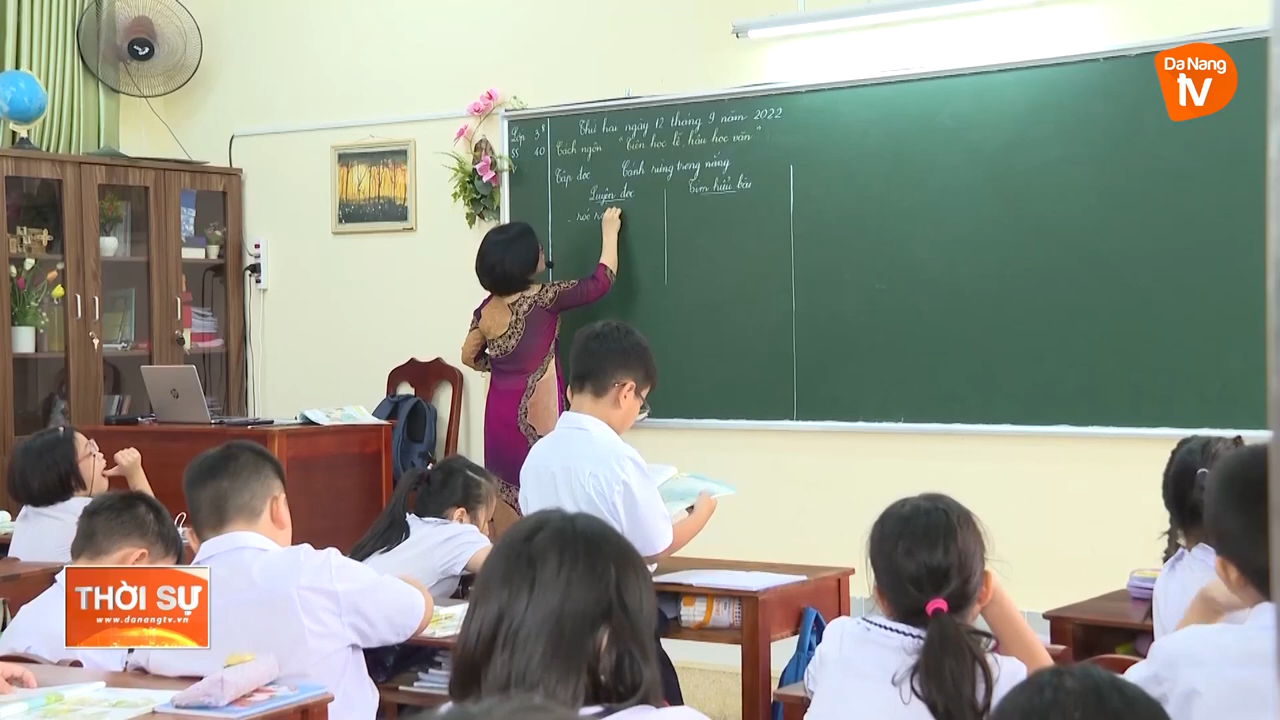 Da Nang
tv
Lớp 3⁸
SS 40
Thứ hai ngày 12 tháng 9 năm 2022
Cách ngôn "Tiên học lễ, hậu học văn"
Tập đọc Cánh rừng trong nắng
Luyện đọc
Tìm hiểu bài
- róc r
THỜI SỰ
www.danangtv.vn